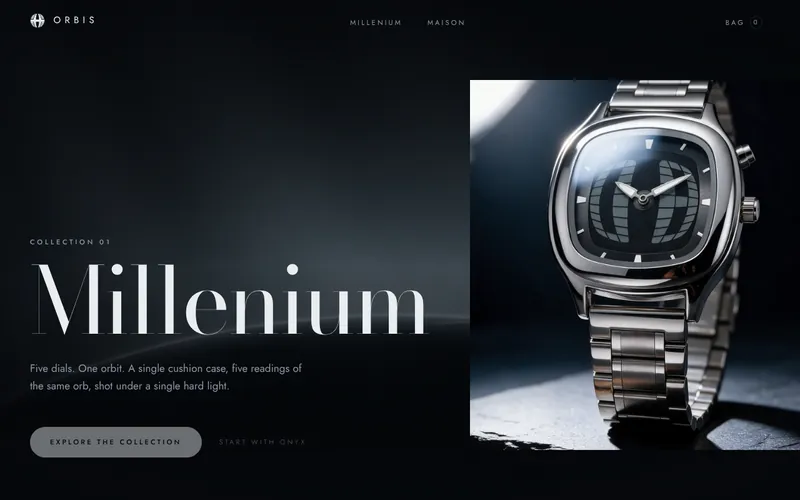 ORBIS
MILLENIUM
MAISON
BAG 0
COLLECTION 01
Millenium
Five dials. One orbit. A single cushion case, five readings of
the same orb, shot under a single hard light.
EXPLORE THE COLLECTION
START WITH ONYX